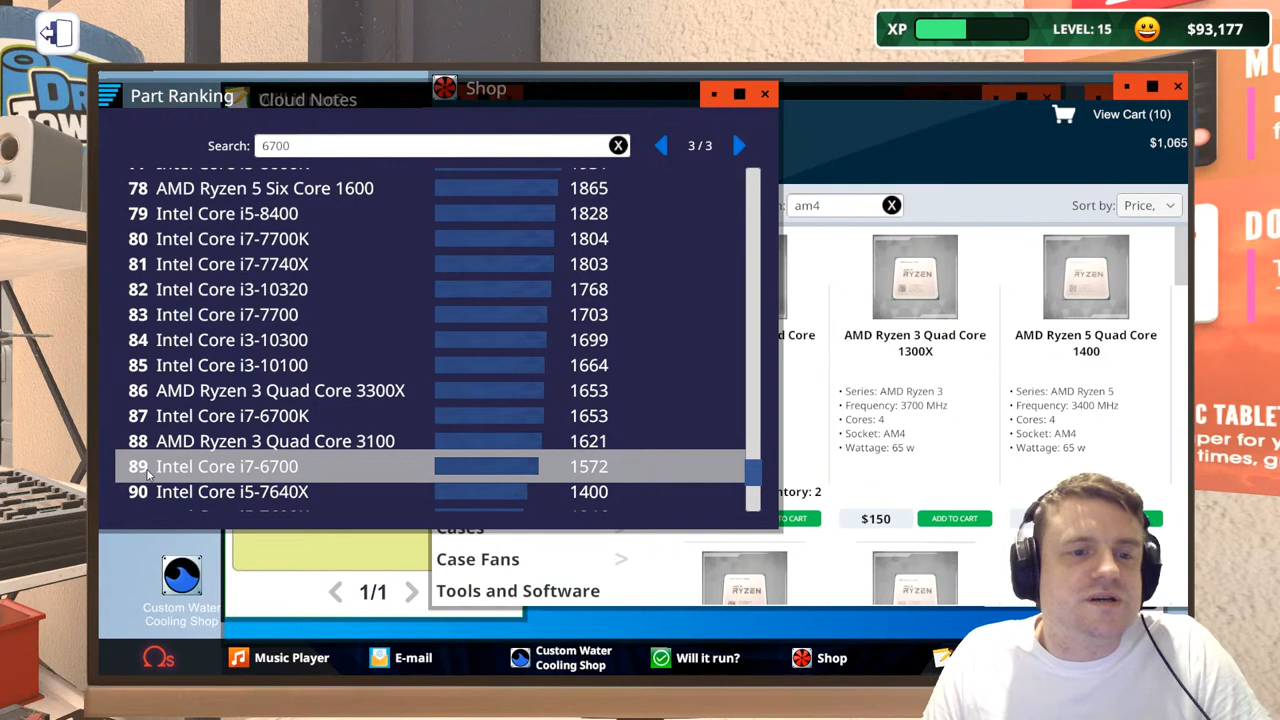 XP
LEVEL: 15
$93,177
Part Ranking
Cloud Notes
Shop
View Cart (10)
$1,065
Search:
6700
3 / 3
am4
Sort by:
Price,
78 AMD Ryzen 5 Six Core 1600 1865
79 Intel Core i5-8400 1828
80 Intel Core i7-7700K 1804
81 Intel Core i7-7740X 1803
82 Intel Core i3-10320 1768
83 Intel Core i7-7700 1703
84 Intel Core i3-10300 1699
85 Intel Core i3-10100 1664
86 AMD Ryzen 3 Quad Core 3300X 1653
87 Intel Core i7-6700K 1653
88 AMD Ryzen 3 Quad Core 3100 1621
89 Intel Core i7-6700 1572
90 Intel Core i5-7640X 1400
RYZEN
RYZEN
AMD Ryzen 3 Quad Core
1300X
• Series: AMD Ryzen 3
• Frequency: 3700 MHz
• Cores: 4
• Socket: AM4
• Wattage: 65 w
$150
ADD TO CART
AMD Ryzen 5 Quad Core
1400
• Series: AMD Ryzen 5
• Frequency: 3400 MHz
• Cores: 4
• Socket: AM4
• Wattage: 65 w
Cases
Case Fans >
Tools and Software
< 1/1 >
Custom Water
Cooling Shop
Music Player
E-mail
Custom Water
Cooling Shop
Will it run?
Shop